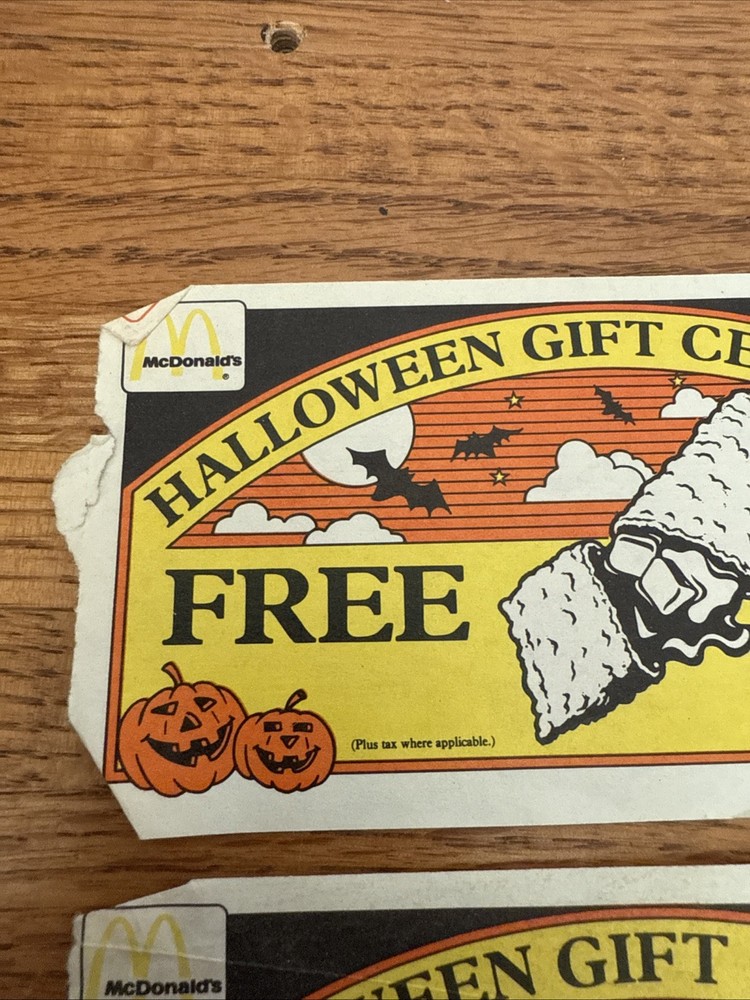 McDonald's
®
HALLOWEEN GIFT CE
FREE
(Plus tax where applicable.)
McDonald's
EEN GIFT